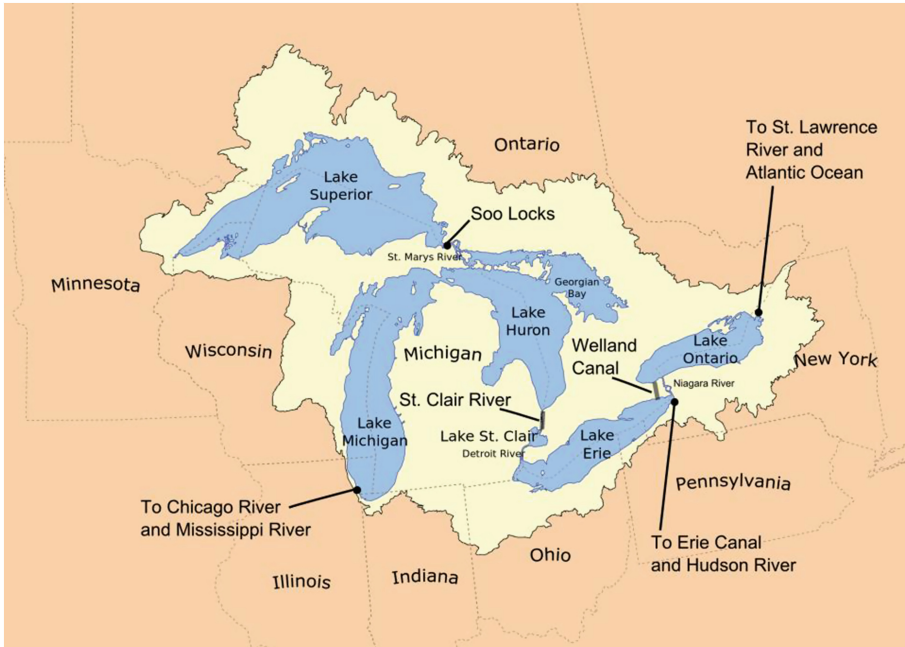 To St. Lawrence
River and
Atlantic Ocean
Ontario
Lake
Superior
Soo Locks
St. Marys River
Minnesota
Georgian
Bay
Lake
Huron
Wisconsin
Michigan
Welland
Canal
Lake
Ontario
New York
Niagara River
St. Clair River
Lake
Michigan
Lake St. Clair
Detroit River
Lake
Erie
Pennsylvania
To Chicago River
and Mississippi River
To Erie Canal
and Hudson River
Ohio
Illinois
Indiana